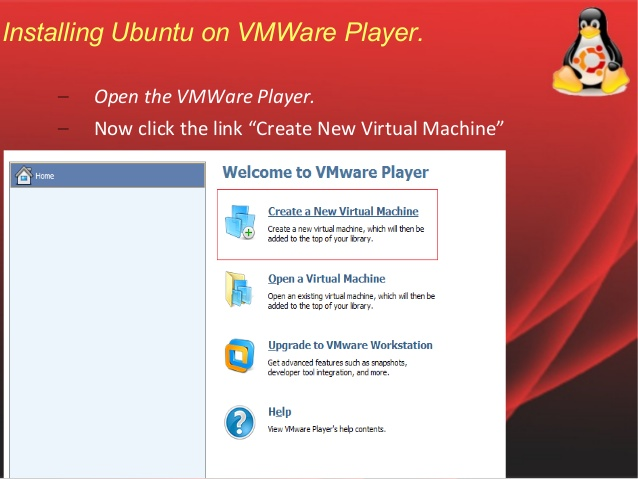 Installing Ubuntu on VMWare Player.
– Open the VMWare Player.
– Now click the link “Create New Virtual Machine”
Home
Welcome to VMware Player
Create a New Virtual Machine
Create a new virtual machine, which will then be
added to the top of your library.
Open a Virtual Machine
Open an existing virtual machine, which will then be
added to the top of your library.
Upgrade to VMware Workstation
Get advanced features such as snapshots,
developer tool integration, and more.
Help
View VMware Player's help contents.